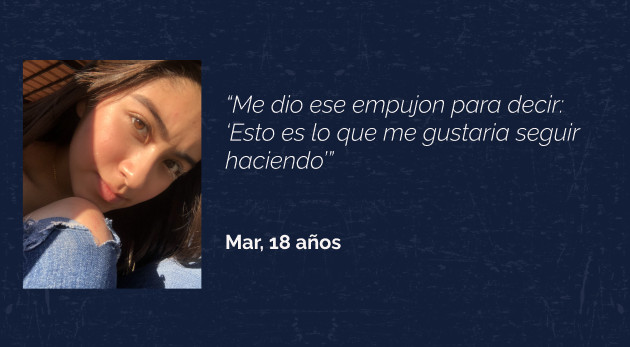 “Me dio ese empujon para decir:
‘Esto es lo que me gustaria seguir
haciendo’”
Mar, 18 años